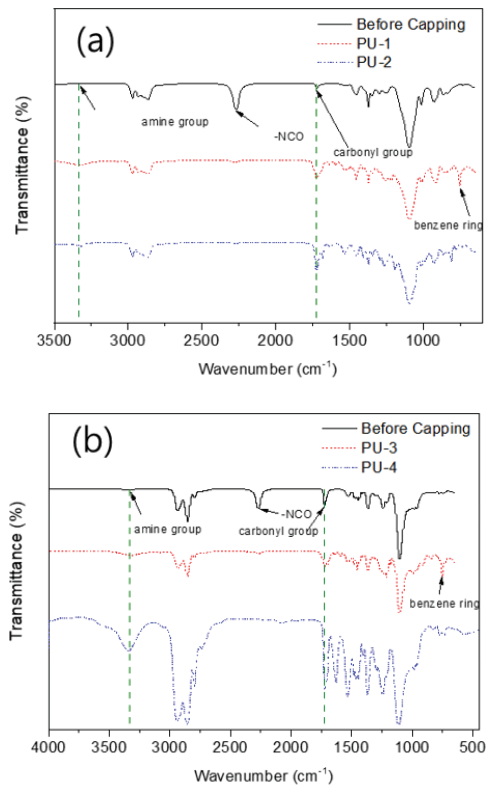 (a)
Before Capping
PU-1
PU-2
amine group
-NCO
carbonyl group
benzene ring
Transmittance (%)
3500 3000 2500 2000 1500 1000
Wavenumber (cm-1)
(b)
Before Capping
PU-3
PU-4
amine group
-NCO
carbonyl group
benzene ring
Transmittance (%)
4000 3500 3000 2500 2000 1500 1000 500
Wavenumber (cm-1)